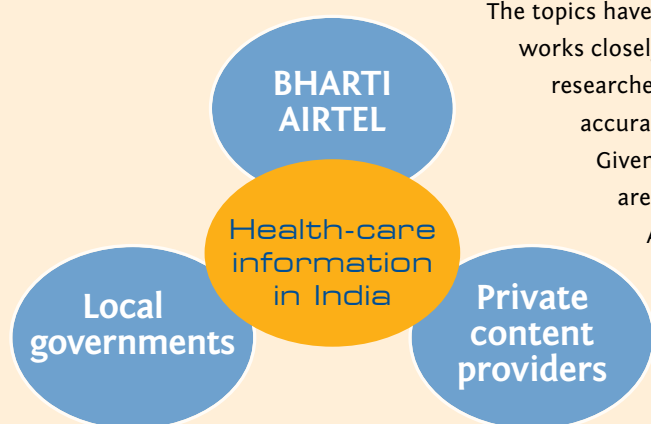 The topics have
works closel
researche
accura
Given
are
A
BHARTI
AIRTEL
Health-care
information
in India
Local
governments
Private
content
providers